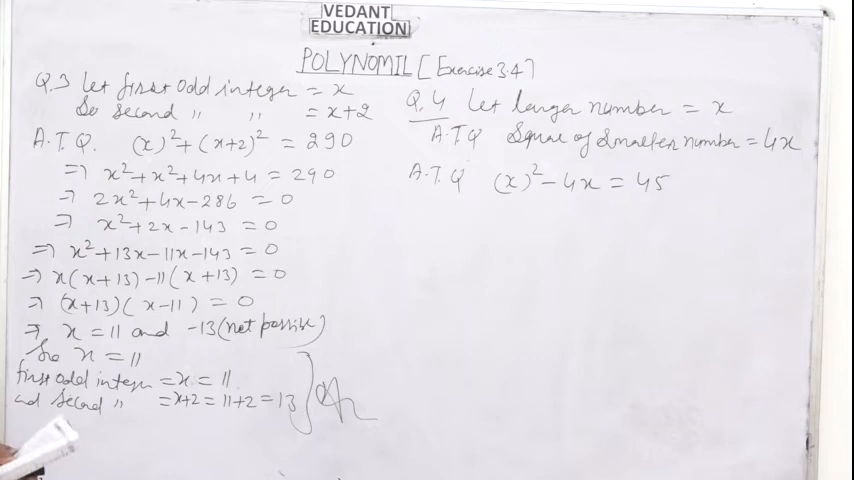 VEDANT
EDUCATION
POLYNOMIL [Exercise 3.4]
Q.3 Let first odd integer = x
So second " " = x+2
A.T.Q. (x)²+(x+2)² = 290
⇒ x²+x²+4x+4 = 290
⇒ 2x²+4x-286 = 0
⇒ x²+2x-143 = 0
⇒ x²+13x-11x-143 = 0
⇒ x(x+13)-11(x+13) = 0
⇒ (x+13)(x-11) = 0
⇒ x = 11 and -13 (not possive)
So x = 11
first odd integer = x = 11
and Second " = x+2 = 11+2 = 13
Q.4 Let larger number = x
A.T.Q Square of Smaller number = 4x
A.T.Q (x)²-4x = 45